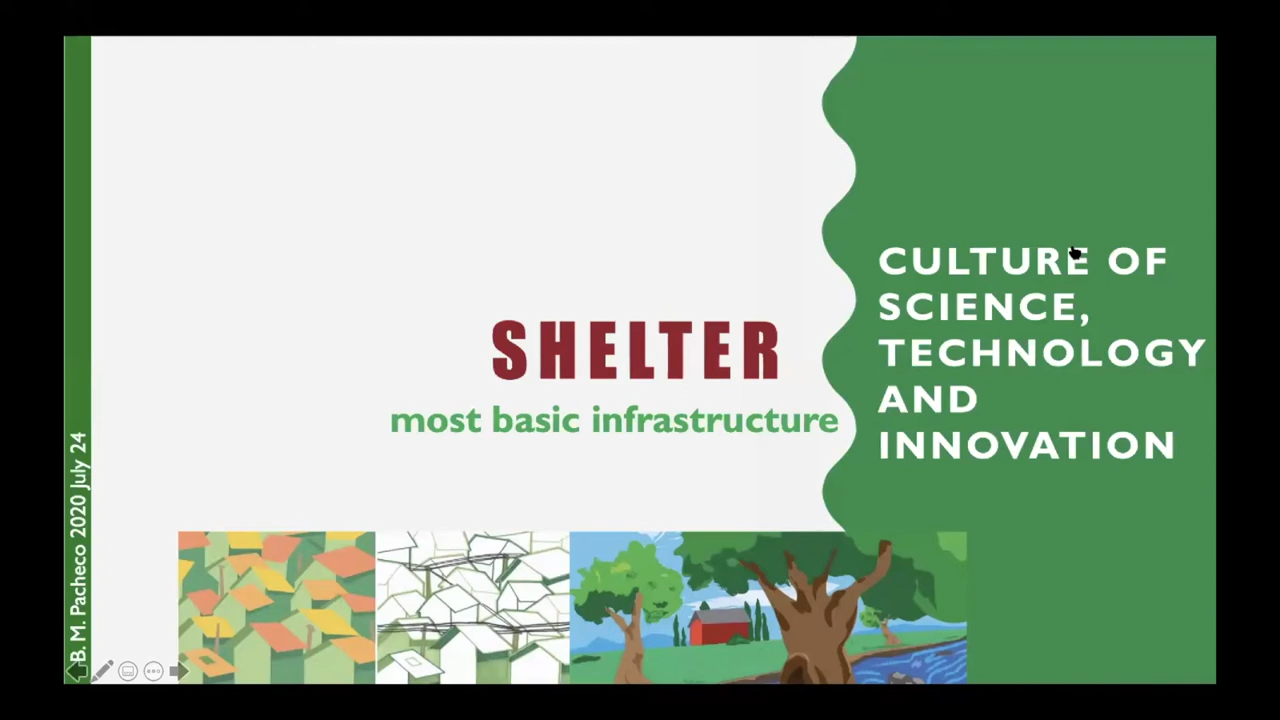 SHELTER
most basic infrastructure
CULTURE OF
SCIENCE,
TECHNOLOGY
AND
INNOVATION
B. M. Pacheco 2020 July 24